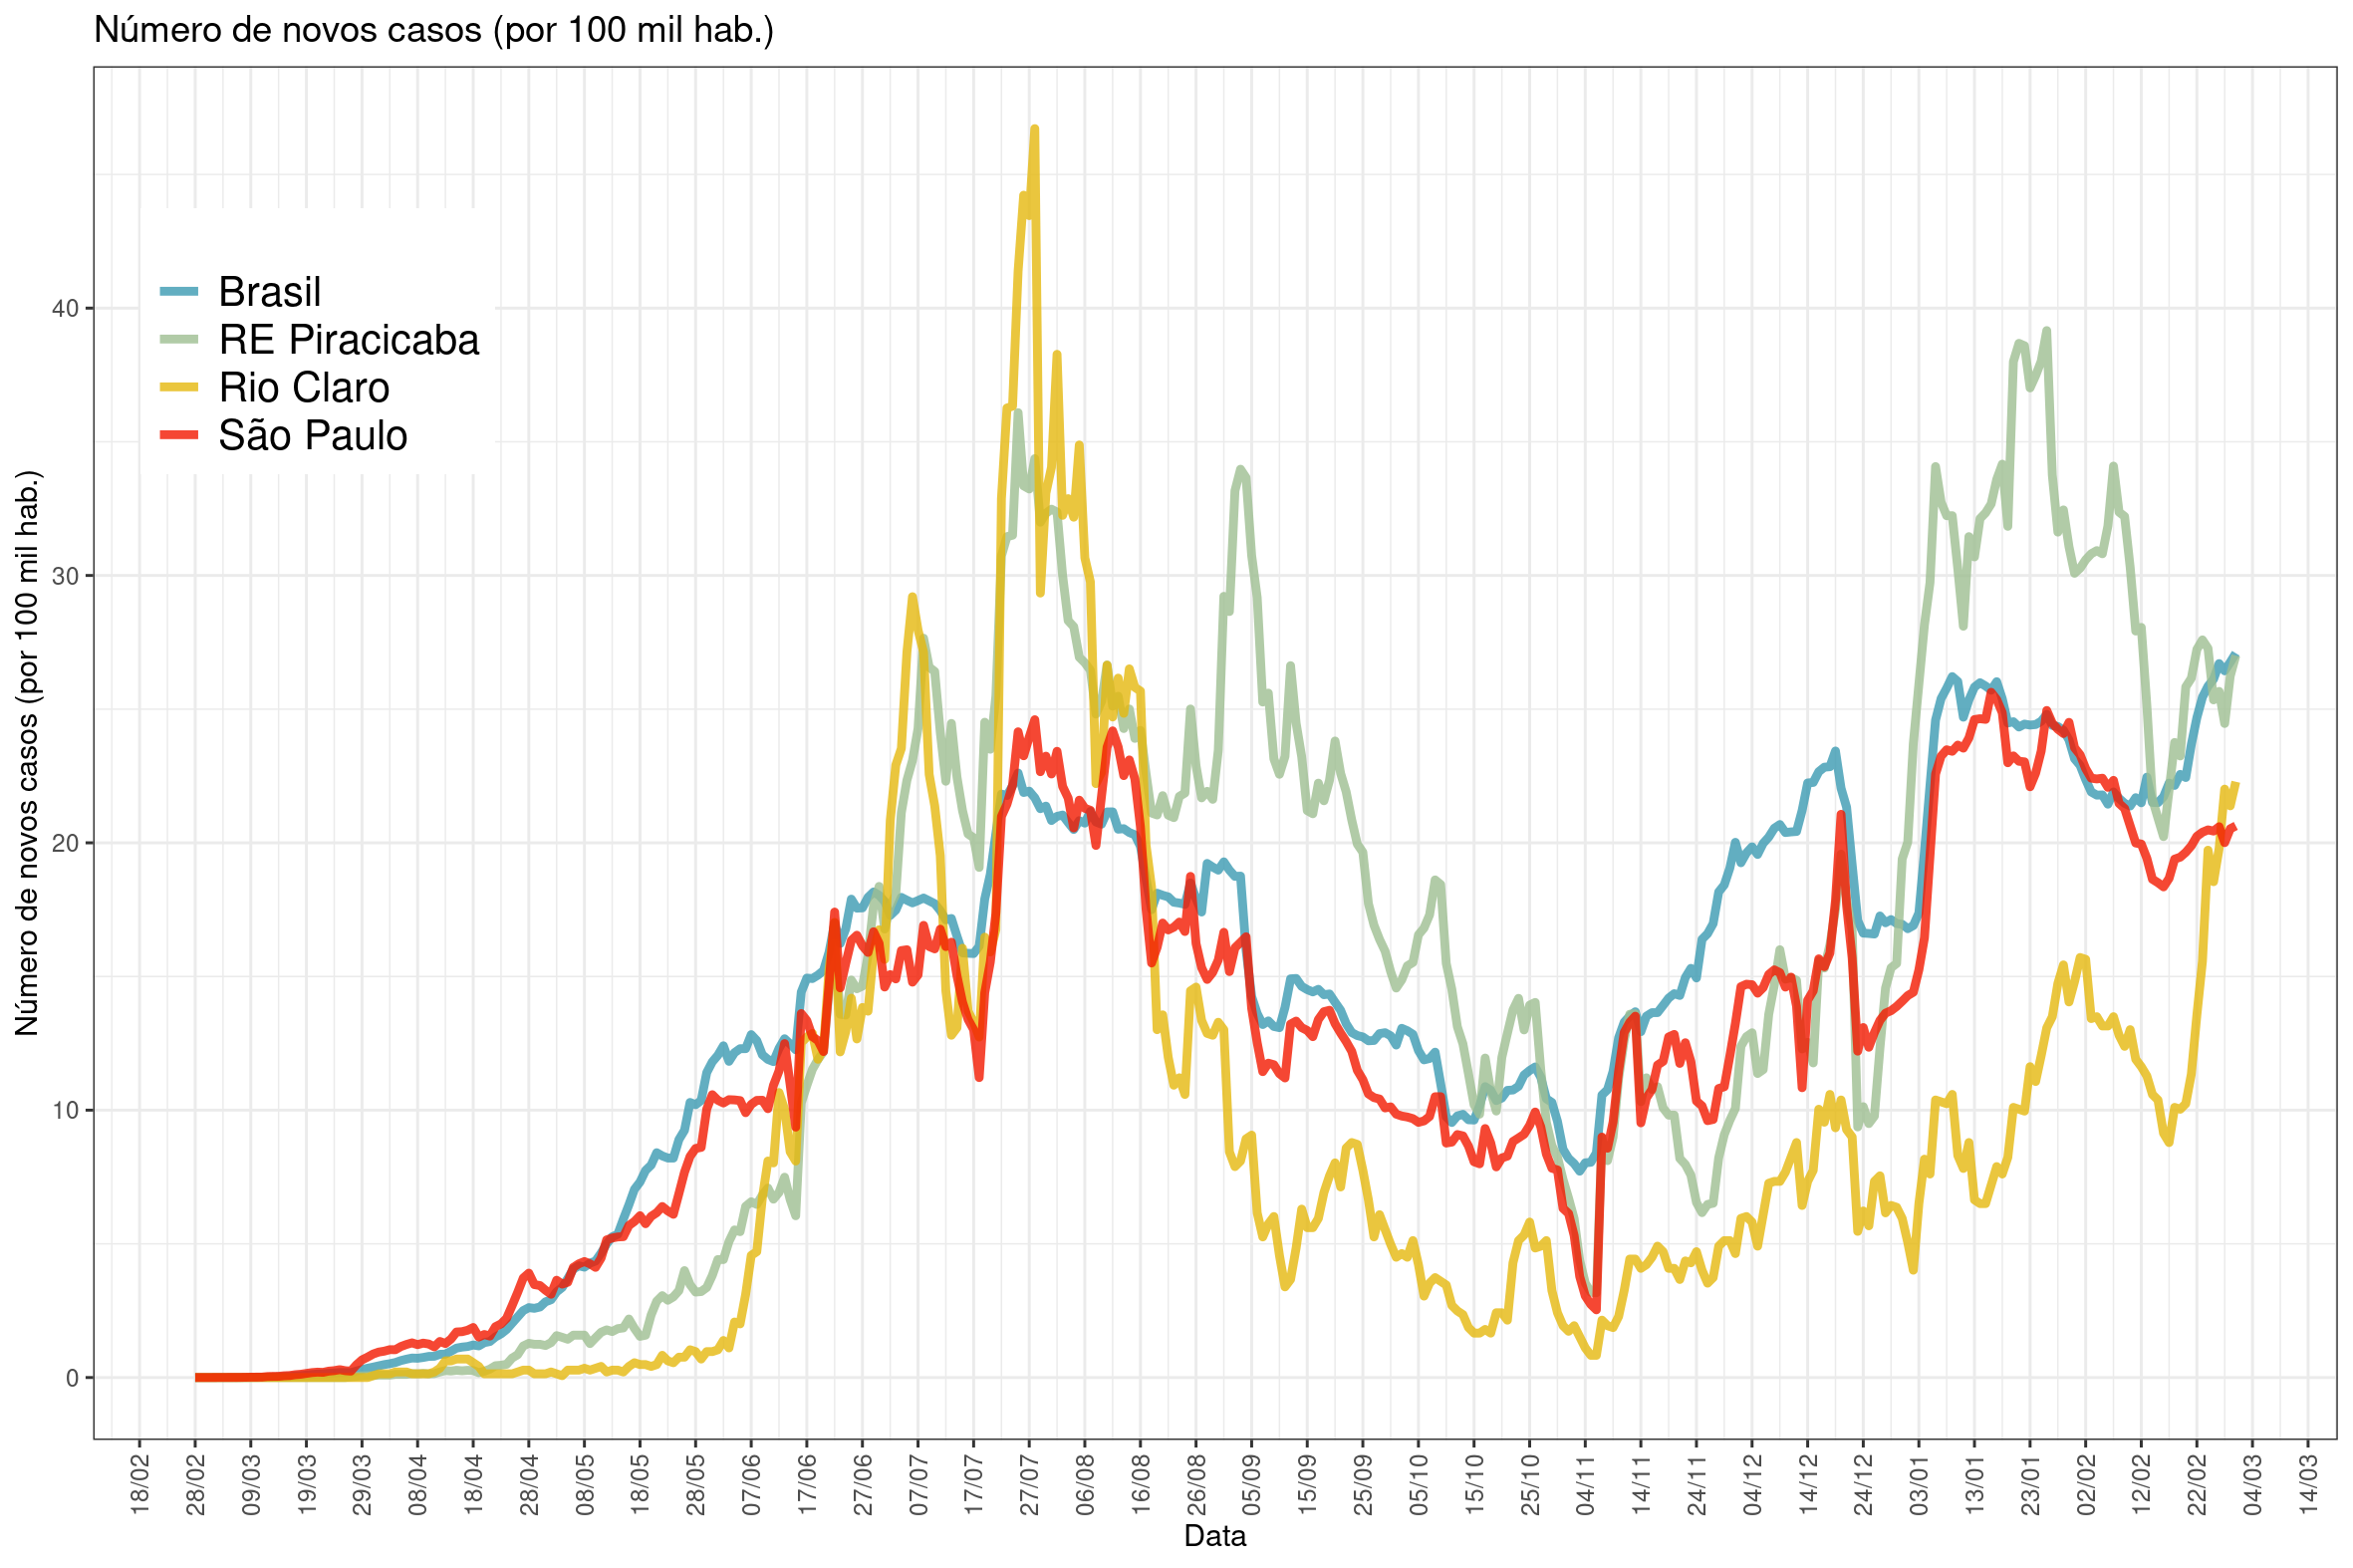 Número de novos casos (por 100 mil hab.)
Número de novos casos (por 100 mil hab.)
40
30
20
10
0
Brasil
RE Piracicaba
Rio Claro
São Paulo
18/02 28/02 09/03 19/03 29/03 08/04 18/04 28/04 08/05 18/05 28/05 07/06 17/06 27/06 07/07 17/07 27/07 06/08 16/08 26/08 05/09 15/09 25/09 05/10 15/10 25/10 04/11 14/11 24/11 04/12 14/12 24/12 03/01 13/01 23/01 02/02 12/02 22/02 04/03 14/03
Data